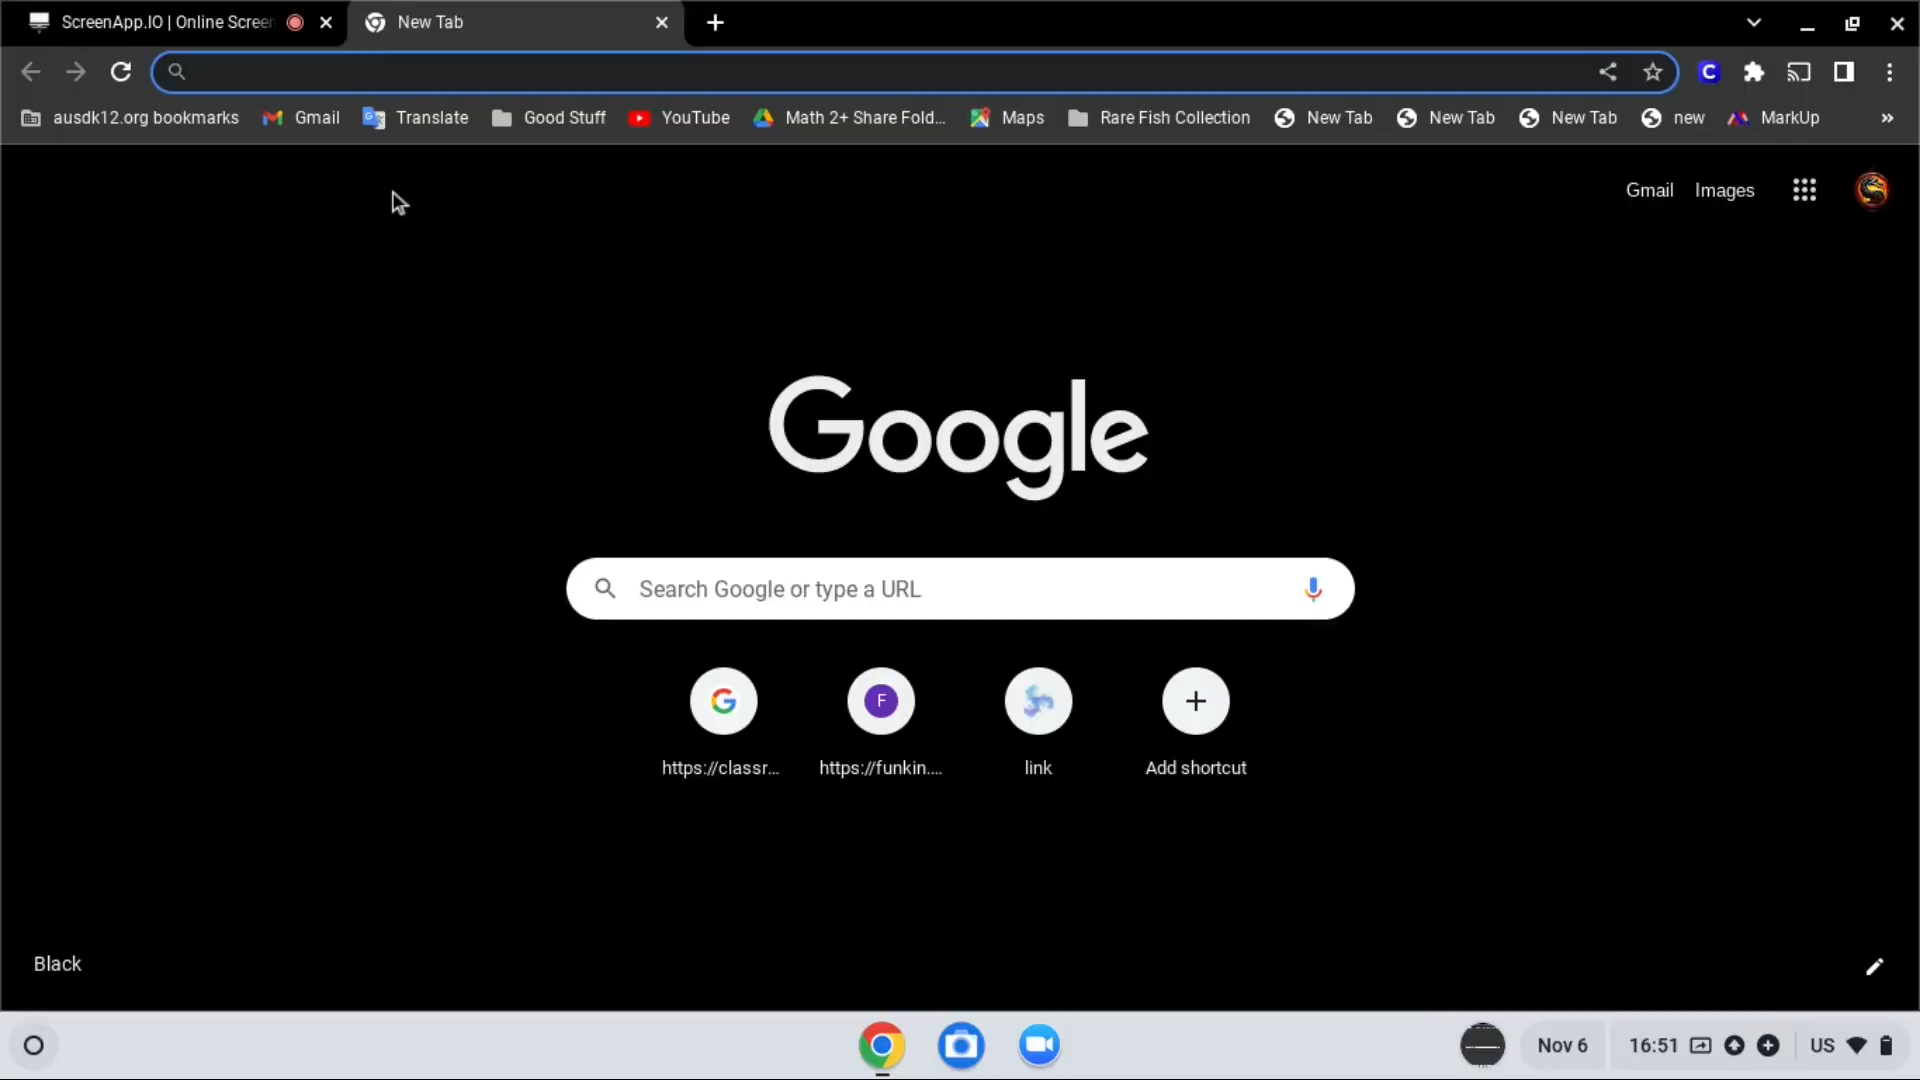 ScreenApp.IO | Online Screen
New Tab
ausdk12.org bookmarks
Gmail
Translate
Good Stuff
YouTube
Math 2+ Share Fold...
Maps
Rare Fish Collection
New Tab
New Tab
New Tab
new
MarkUp
Gmail
Images
Google
Search Google or type a URL
F
https://classr...
https://funkin....
link
Add shortcut
Black
Nov 6
16:51
US